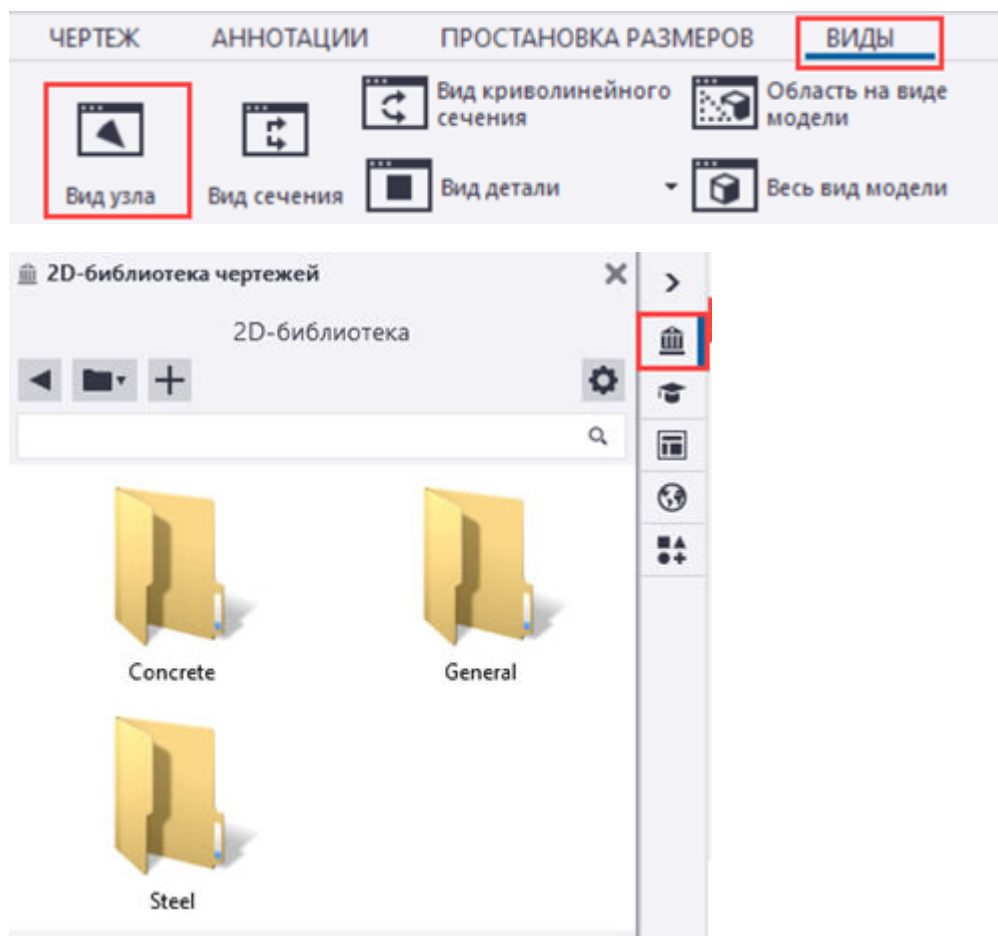 ЧЕРТЕЖ АННОТАЦИИ ПРОСТАНОВКА РАЗМЕРОВ ВИДЫ
Вид узла
Вид сечения
Вид криволинейного
сечения
Вид детали
Область на виде
модели
Весь вид модели
2D-библиотека чертежей
2D-библиотека
Concrete
General
Steel